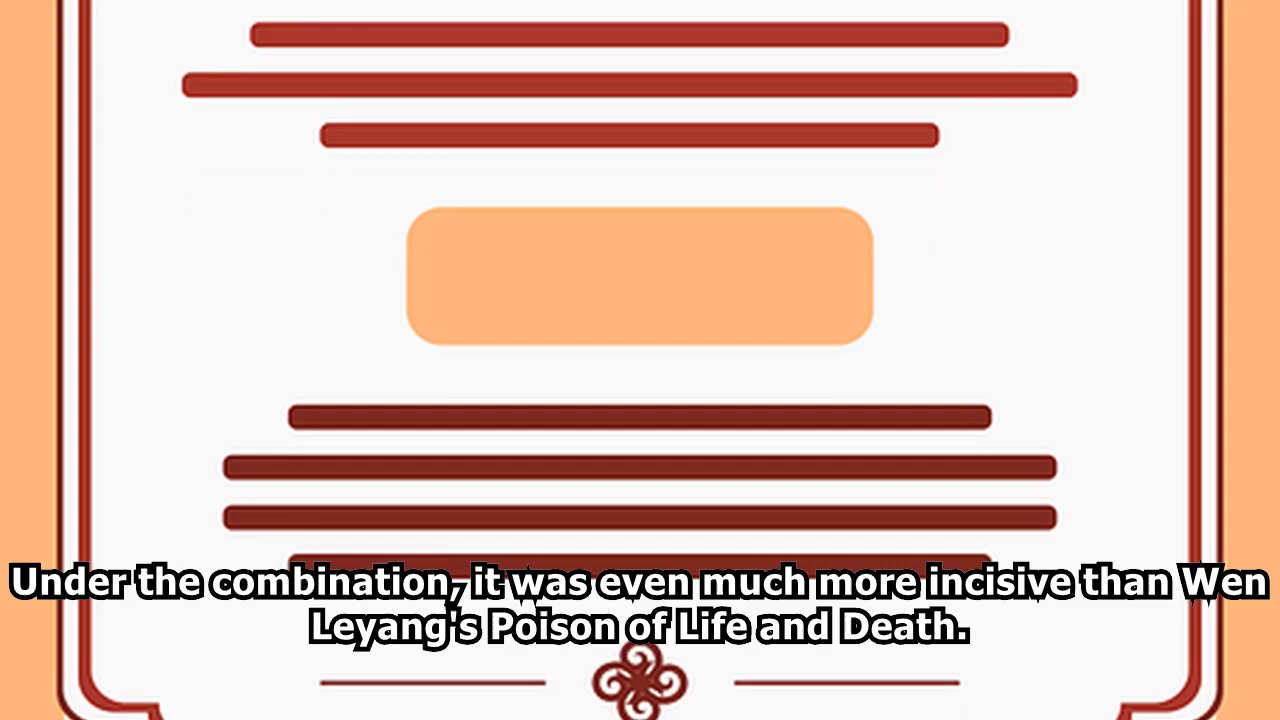 Under the combination, it was even much more incisive than Wen
Leyang's Poison of Life and Death.